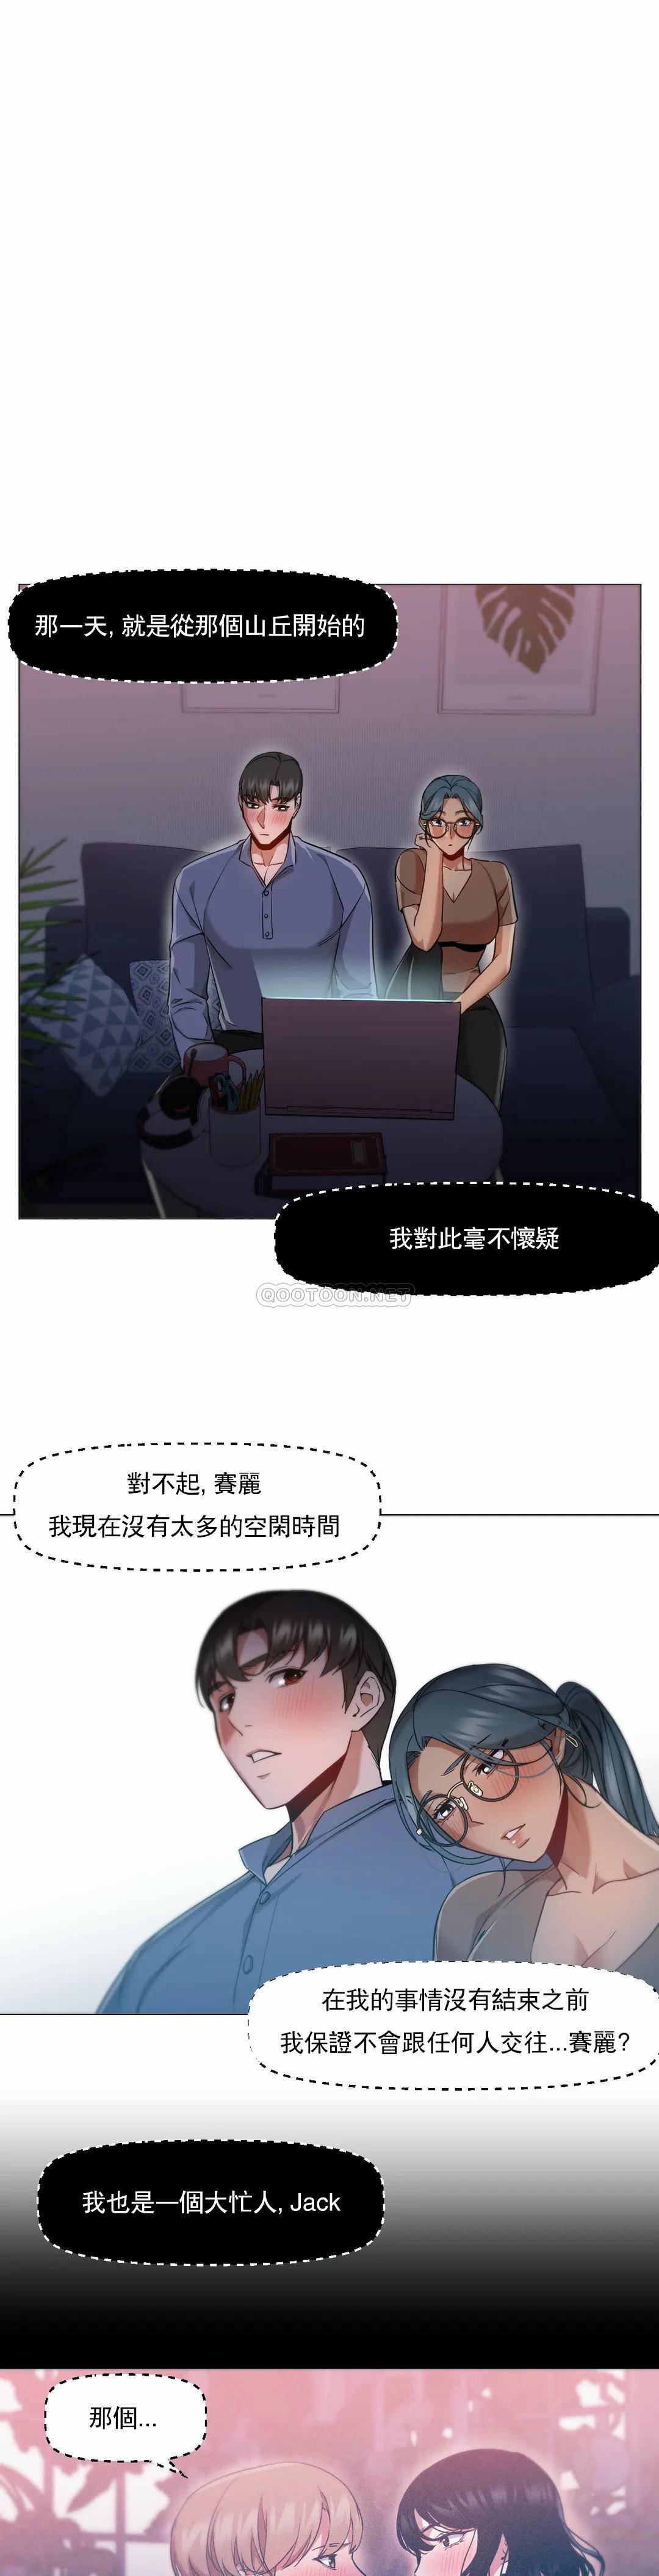 那一天, 就是從那個山丘開始的
我對此毫不懷疑
QOOTOON.NET
對不起, 賽麗
我現在沒有太多的空閑時間
在我的事情沒有結束之前
我保證不會跟任何人交往...賽麗?
我也是一個大忙人, Jack
那個...